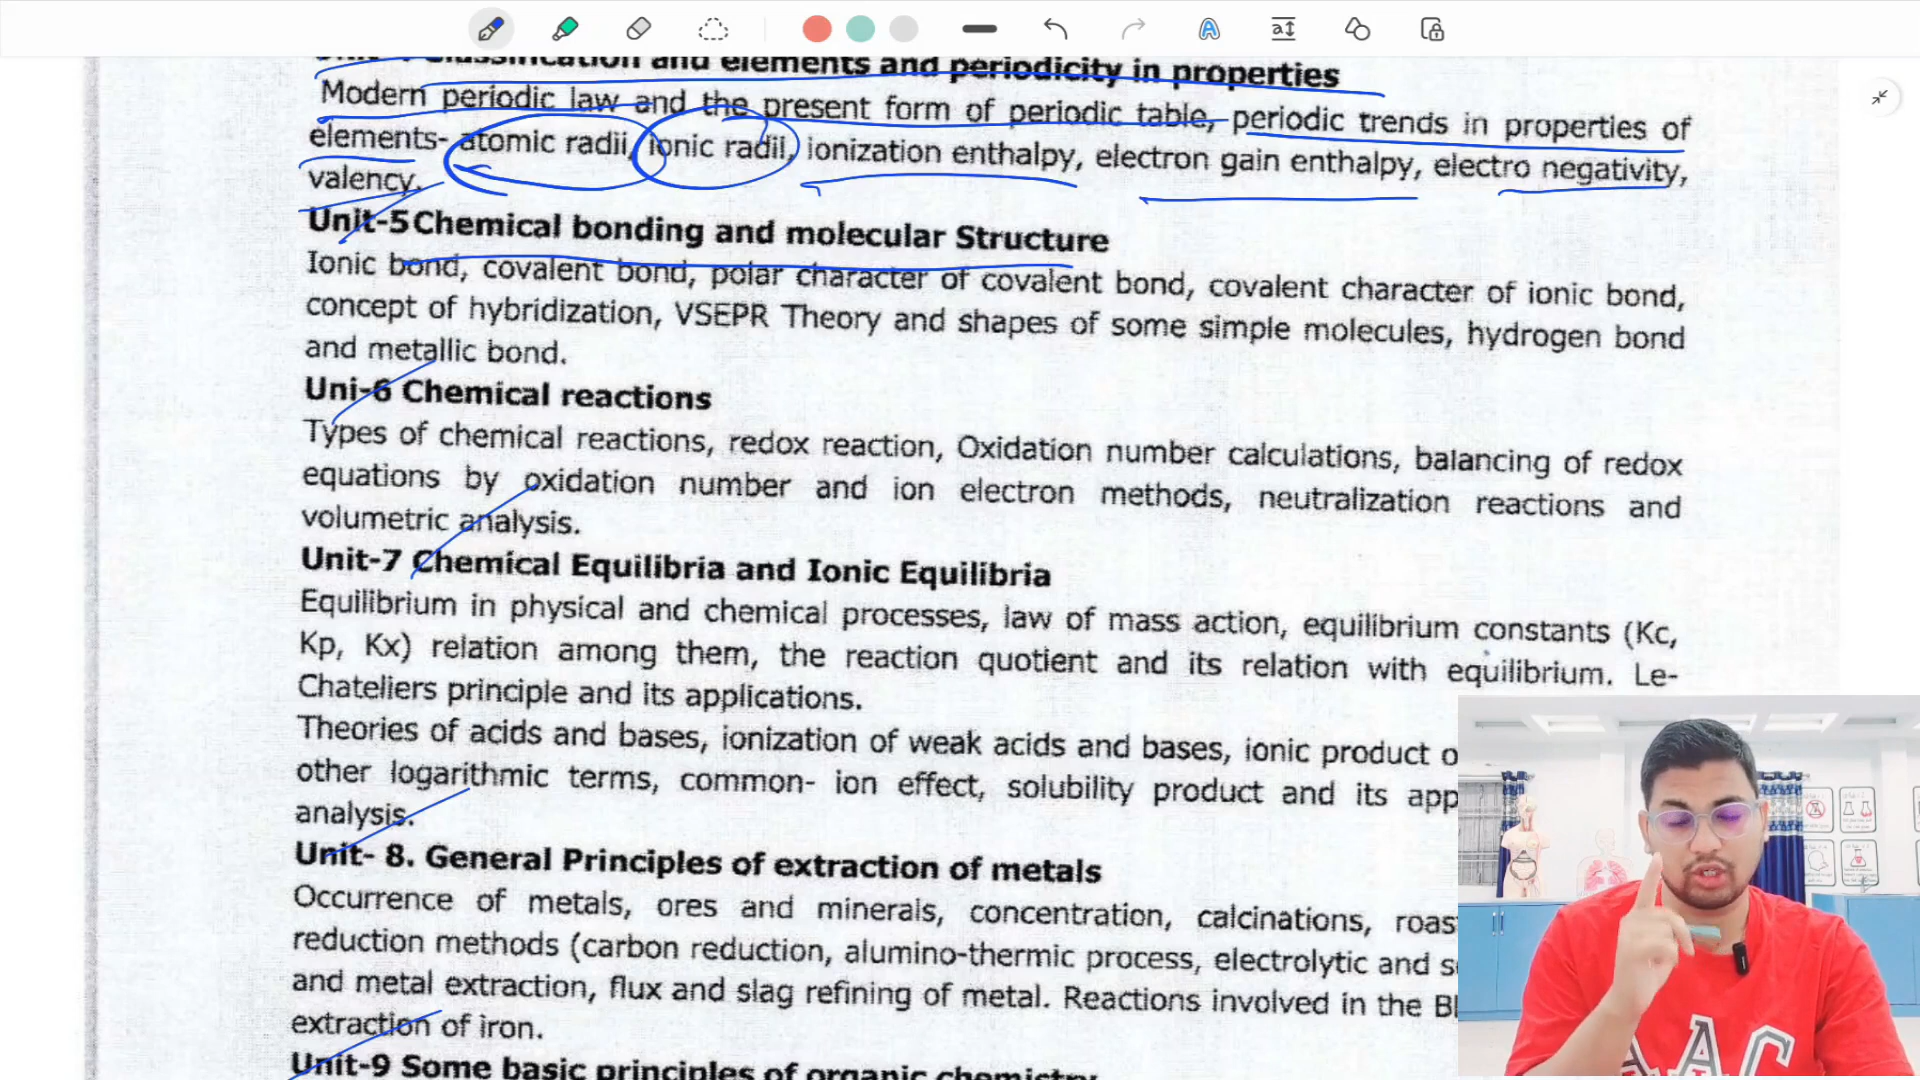 Classification and elements and periodicity in properties
Modern periodic law and the present form of periodic table, periodic trends in properties of
elements- atomic radii, ionic radii, ionization enthalpy, electron gain enthalpy, electro negativity,
valency.
Unit-5 Chemical bonding and molecular Structure
Ionic bond, covalent bond, polar character of covalent bond, covalent character of ionic bond,
concept of hybridization, VSEPR Theory and shapes of some simple molecules, hydrogen bond
and metallic bond.
Uni-6 Chemical reactions
Types of chemical reactions, redox reaction, Oxidation number calculations, balancing of redox
equations by oxidation number and ion electron methods, neutralization reactions and
volumetric analysis.
Unit-7 Chemical Equilibria and Ionic Equilibria
Equilibrium in physical and chemical processes, law of mass action, equilibrium constants (Kc,
Kp, Kx) relation among them, the reaction quotient and its relation with equilibrium. Le-
Chateliers principle and its applications.
Theories of acids and bases, ionization of weak acids and bases, ionic product
other logarithmic terms, common- ion effect, solubility product and its
analysis.
Unit- 8. General Principles of extraction of metals
Occurrence of metals, ores and minerals, concentration, calcinations,
reduction methods (carbon reduction, alumino-thermic process, electrolytic and
and metal extraction, flux and slag refining of metal. Reactions involved in the
extraction of iron.
Unit-9 Some basic principles of organic chemistry
AAC